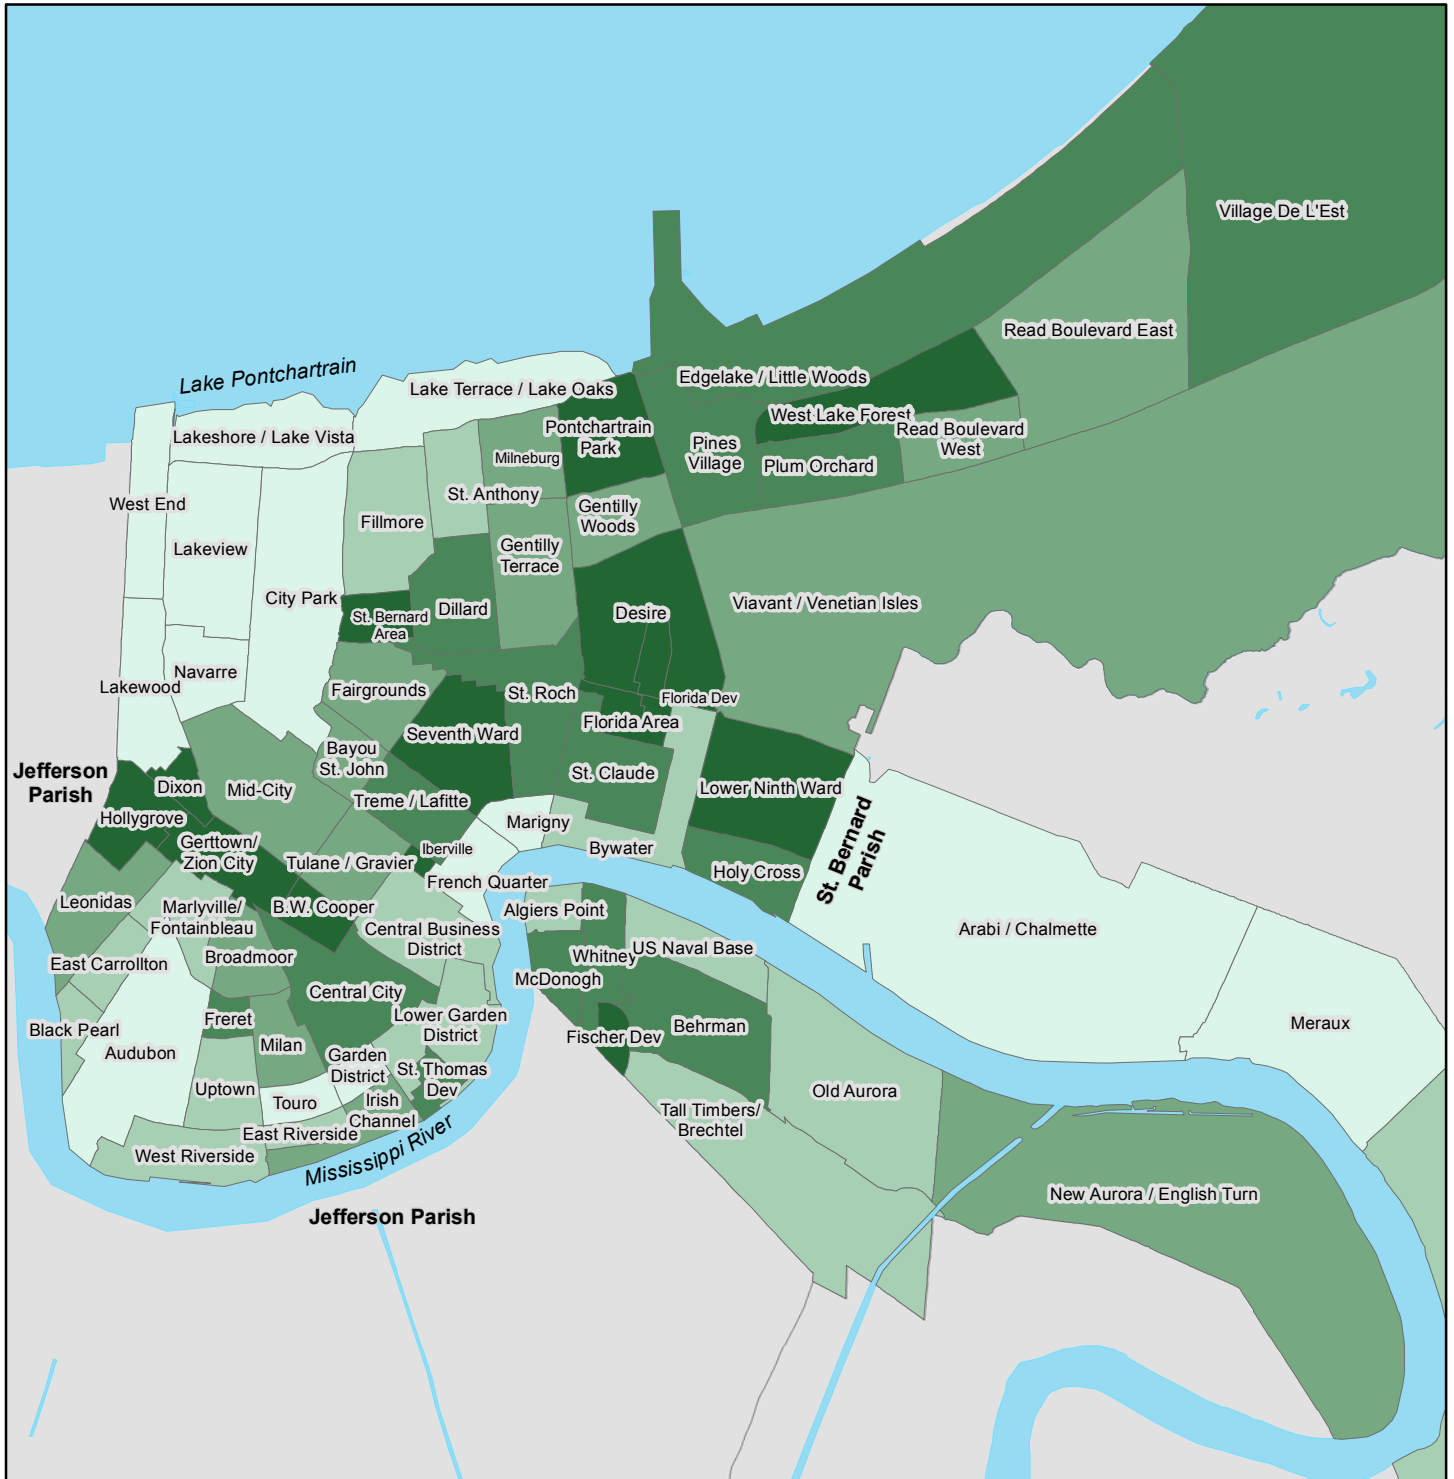 Village De L'Est
Read Boulevard East
Lake Pontchartrain
Edgelake / Little Woods
Lake Terrace / Lake Oaks
West Lake Forest
Pontchartrain
Park
Read Boulevard
West
Lakeshore / Lake Vista
Pines
Village
Milneburg
Plum Orchard
St. Anthony
West End
Gentilly
Woods
Fillmore
Lakeview
Gentilly
Terrace
City Park
Viavant / Venetian Isles
Dillard
Desire
St. Bernard
Area
Navarre
Lakewood
Fairgrounds
St. Roch
Florida Dev
Florida Area
Seventh Ward
Bayou
St. John
Jefferson
Parish
St. Claude
Dixon
Mid-City
Lower Ninth Ward
Treme / Lafitte
Hollygrove
Marigny
Gerttown/
Zion City
Iberville
Bywater
St. Bernard
Parish
Tulane / Gravier
Holy Cross
French Quarter
Leonidas
Marlyville/
Fontainbleau
B.W. Cooper
Algiers Point
Central Business
District
Arabi / Chalmette
US Naval Base
Whitney
Broadmoor
East Carrollton
McDonogh
Central City
Lower Garden
District
Freret
Black Pearl
Behrman
Meraux
Fischer Dev
Milan
Audubon
Garden
District
St. Thomas
Dev
Uptown
Old Aurora
Touro
Irish
Channel
Tall Timbers/
Brechtel
East Riverside
West Riverside
Mississippi River
New Aurora / English Turn
Jefferson Parish